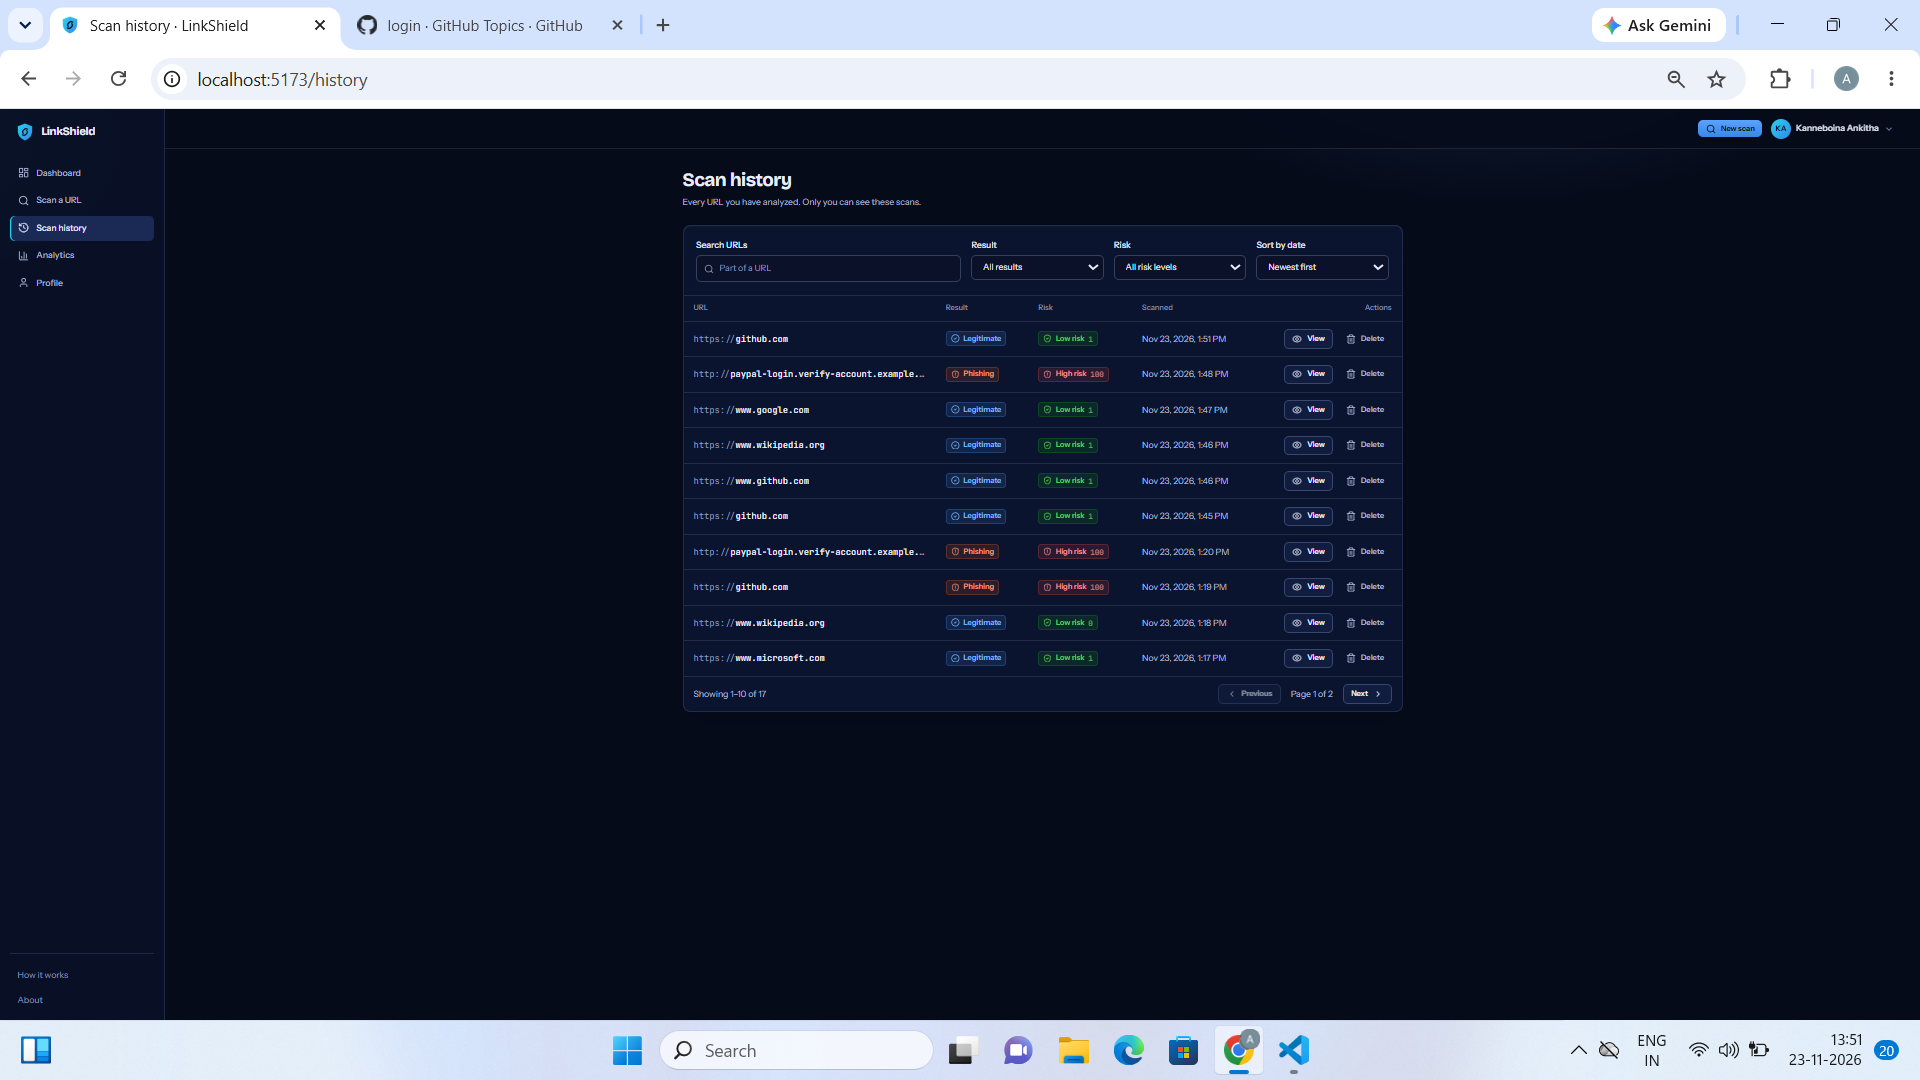 Scan history · LinkShield
login · GitHub Topics · GitHub
Ask Gemini
localhost:5173/history
A
LinkShield
New scan
KA
Kanneboina Ankitha
Dashboard
Scan a URL
Scan history
Analytics
Profile
Scan history
Every URL you have analyzed. Only you can see these scans.
Search URLs Result Risk Sort by date
Part of a URL All results All risk levels Newest first
URL Result Risk Scanned Actions
https://github.com Legitimate Low risk 1 Nov 23, 2026, 1:51 PM View Delete
http://paypal-login.verify-account.example.… Phishing High risk 100 Nov 23, 2026, 1:48 PM View Delete
https://www.google.com Legitimate Low risk 1 Nov 23, 2026, 1:47 PM View Delete
https://www.wikipedia.org Legitimate Low risk 1 Nov 23, 2026, 1:46 PM View Delete
https://www.github.com Legitimate Low risk 1 Nov 23, 2026, 1:46 PM View Delete
https://github.com Legitimate Low risk 1 Nov 23, 2026, 1:45 PM View Delete
http://paypal-login.verify-account.example.… Phishing High risk 100 Nov 23, 2026, 1:20 PM View Delete
https://github.com Phishing High risk 100 Nov 23, 2026, 1:19 PM View Delete
https://www.wikipedia.org Legitimate Low risk 0 Nov 23, 2026, 1:18 PM View Delete
https://www.microsoft.com Legitimate Low risk 1 Nov 23, 2026, 1:17 PM View Delete
Showing 1–10 of 17 Previous Page 1 of 2 Next
How it works
About
Search
A
ENG
IN
13:51
23-11-2026
20